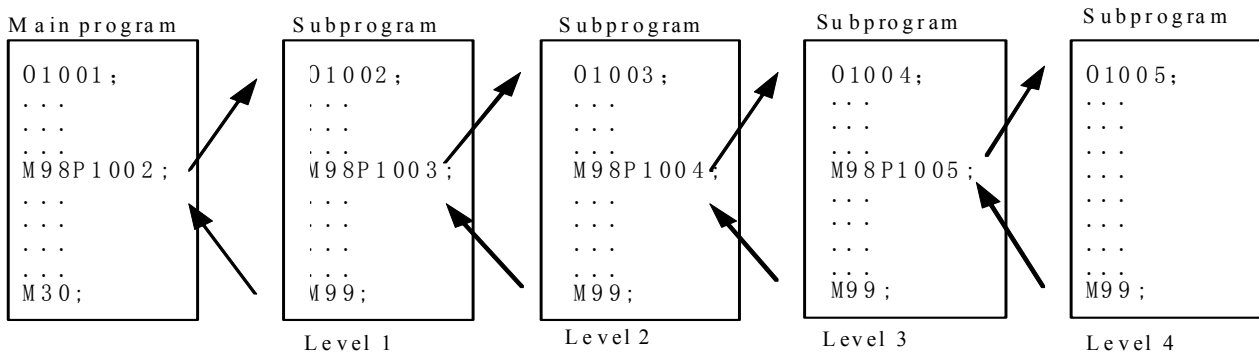 Main program
O1001;
. . .
. . .
. . .
M98P1002;
. . .
. . .
. . .
. . .
M30;
Subprogram
O1002;
. . .
. . .
. . .
M98P1003;
. . .
. . .
. . .
. . .
M99;
Level 1
Subprogram
O1003;
. . .
. . .
. . .
M98P1004;
. . .
. . .
. . .
. . .
M99;
Level 2
Subprogram
O1004;
. . .
. . .
. . .
M98P1005;
. . .
. . .
. . .
. . .
M99;
Level 3
Subprogram
O1005;
. . .
. . .
. . .
. . .
. . .
. . .
. . .
. . .
M99;
Level 4